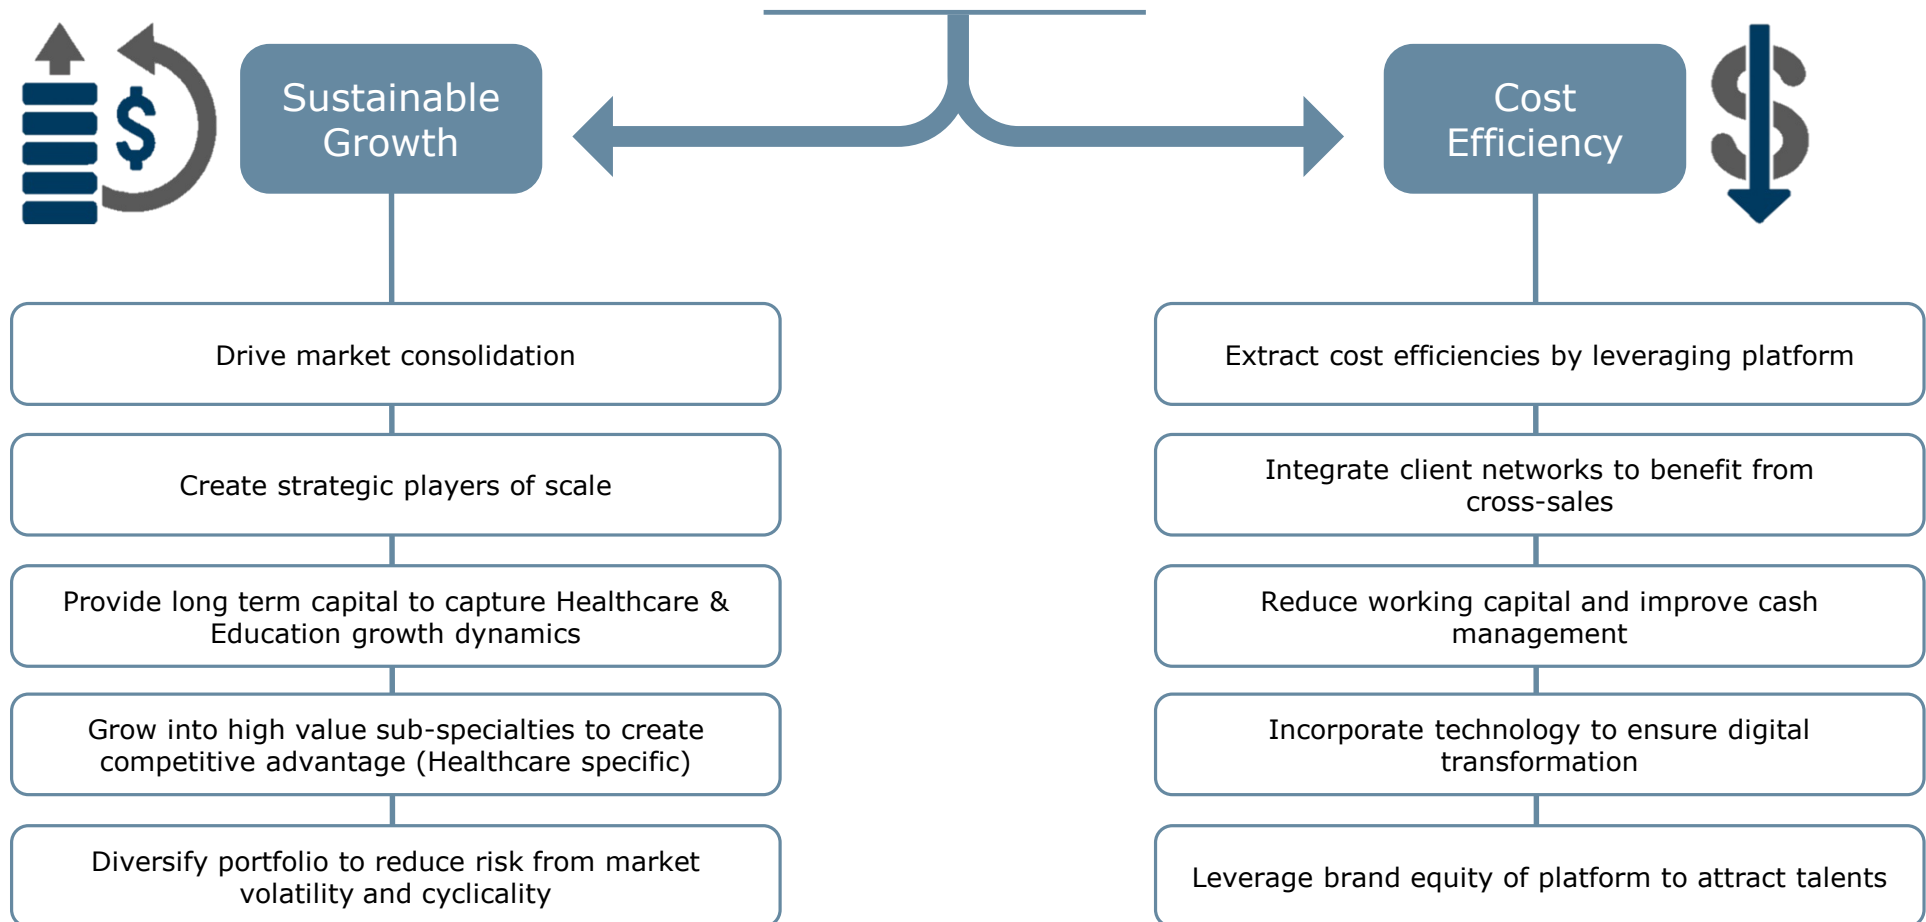 Sustainable
Growth
Cost
Efficiency
Drive market consolidation
Create strategic players of scale
Provide long term capital to capture Healthcare &
Education growth dynamics
Grow into high value sub-specialties to create
competitive advantage (Healthcare specific)
Diversify portfolio to reduce risk from market
volatility and cyclicality
Extract cost efficiencies by leveraging platform
Integrate client networks to benefit from
cross-sales
Reduce working capital and improve cash
management
Incorporate technology to ensure digital
transformation
Leverage brand equity of platform to attract talents